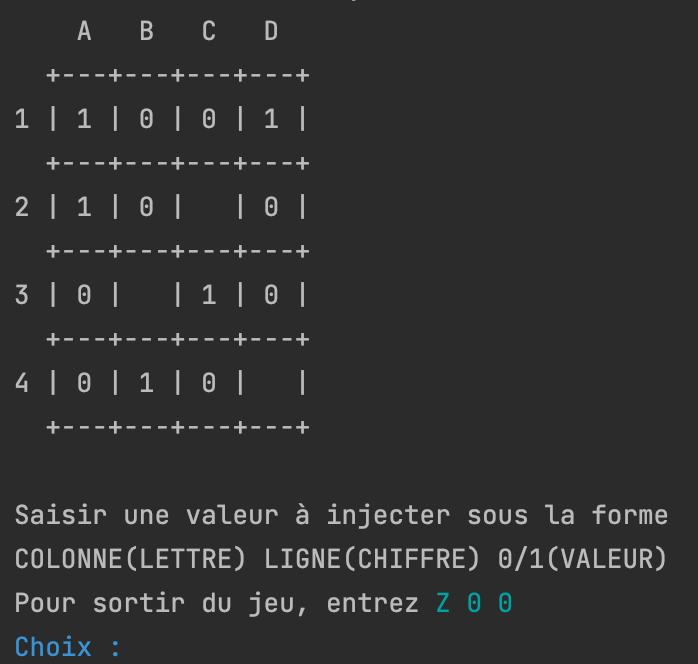 A   B   C   D
  +---+---+---+---+
1 | 1 | 0 | 0 | 1 |
  +---+---+---+---+
2 | 1 | 0 |   | 0 |
  +---+---+---+---+
3 | 0 |   | 1 | 0 |
  +---+---+---+---+
4 | 0 | 1 | 0 |   |
  +---+---+---+---+
Saisir une valeur à injecter sous la forme
COLONNE(LETTRE) LIGNE(CHIFFRE) 0/1(VALEUR)
Pour sortir du jeu, entrez Z 0 0
Choix :